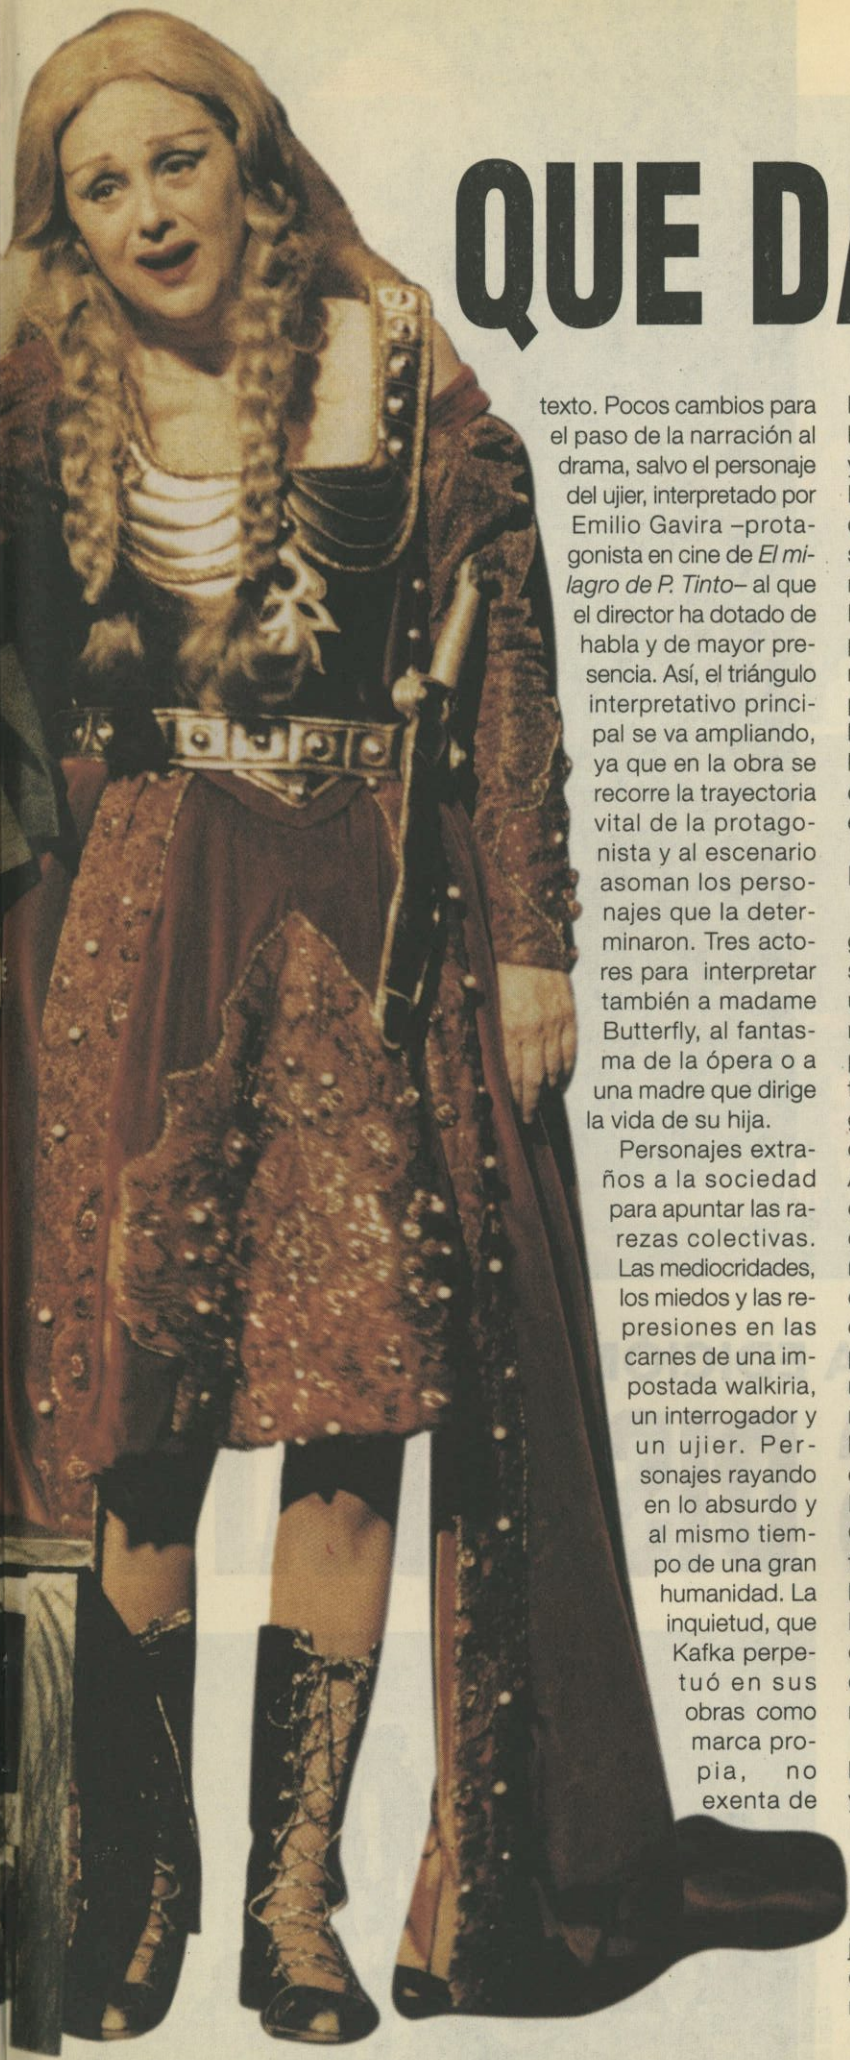 QUE DA
texto. Pocos cambios para
el paso de la narración al
drama, salvo el personaje
del ujier, interpretado por
Emilio Gavira –prota-
gonista en cine de El mi-
lagro de P. Tinto– al que
el director ha dotado de
habla y de mayor pre-
sencia. Así, el triángulo
interpretativo princi-
pal se va ampliando,
ya que en la obra se
recorre la trayectoria
vital de la protago-
nista y al escenario
asoman los perso-
najes que la deter-
minaron. Tres acto-
res para interpretar
también a madame
Butterfly, al fantas-
ma de la ópera o a
una madre que dirige
la vida de su hija.
Personajes extra-
ños a la sociedad
para apuntar las ra-
rezas colectivas.
Las mediocridades,
los miedos y las re-
presiones en las
carnes de una im-
postada walkiria,
un interrogador y
un ujier. Per-
sonajes rayando
en lo absurdo y
al mismo tiem-
po de una gran
humanidad. La
inquietud, que
Kafka perpe-
tuó en sus
obras como
marca pro-
pia, no
exenta de